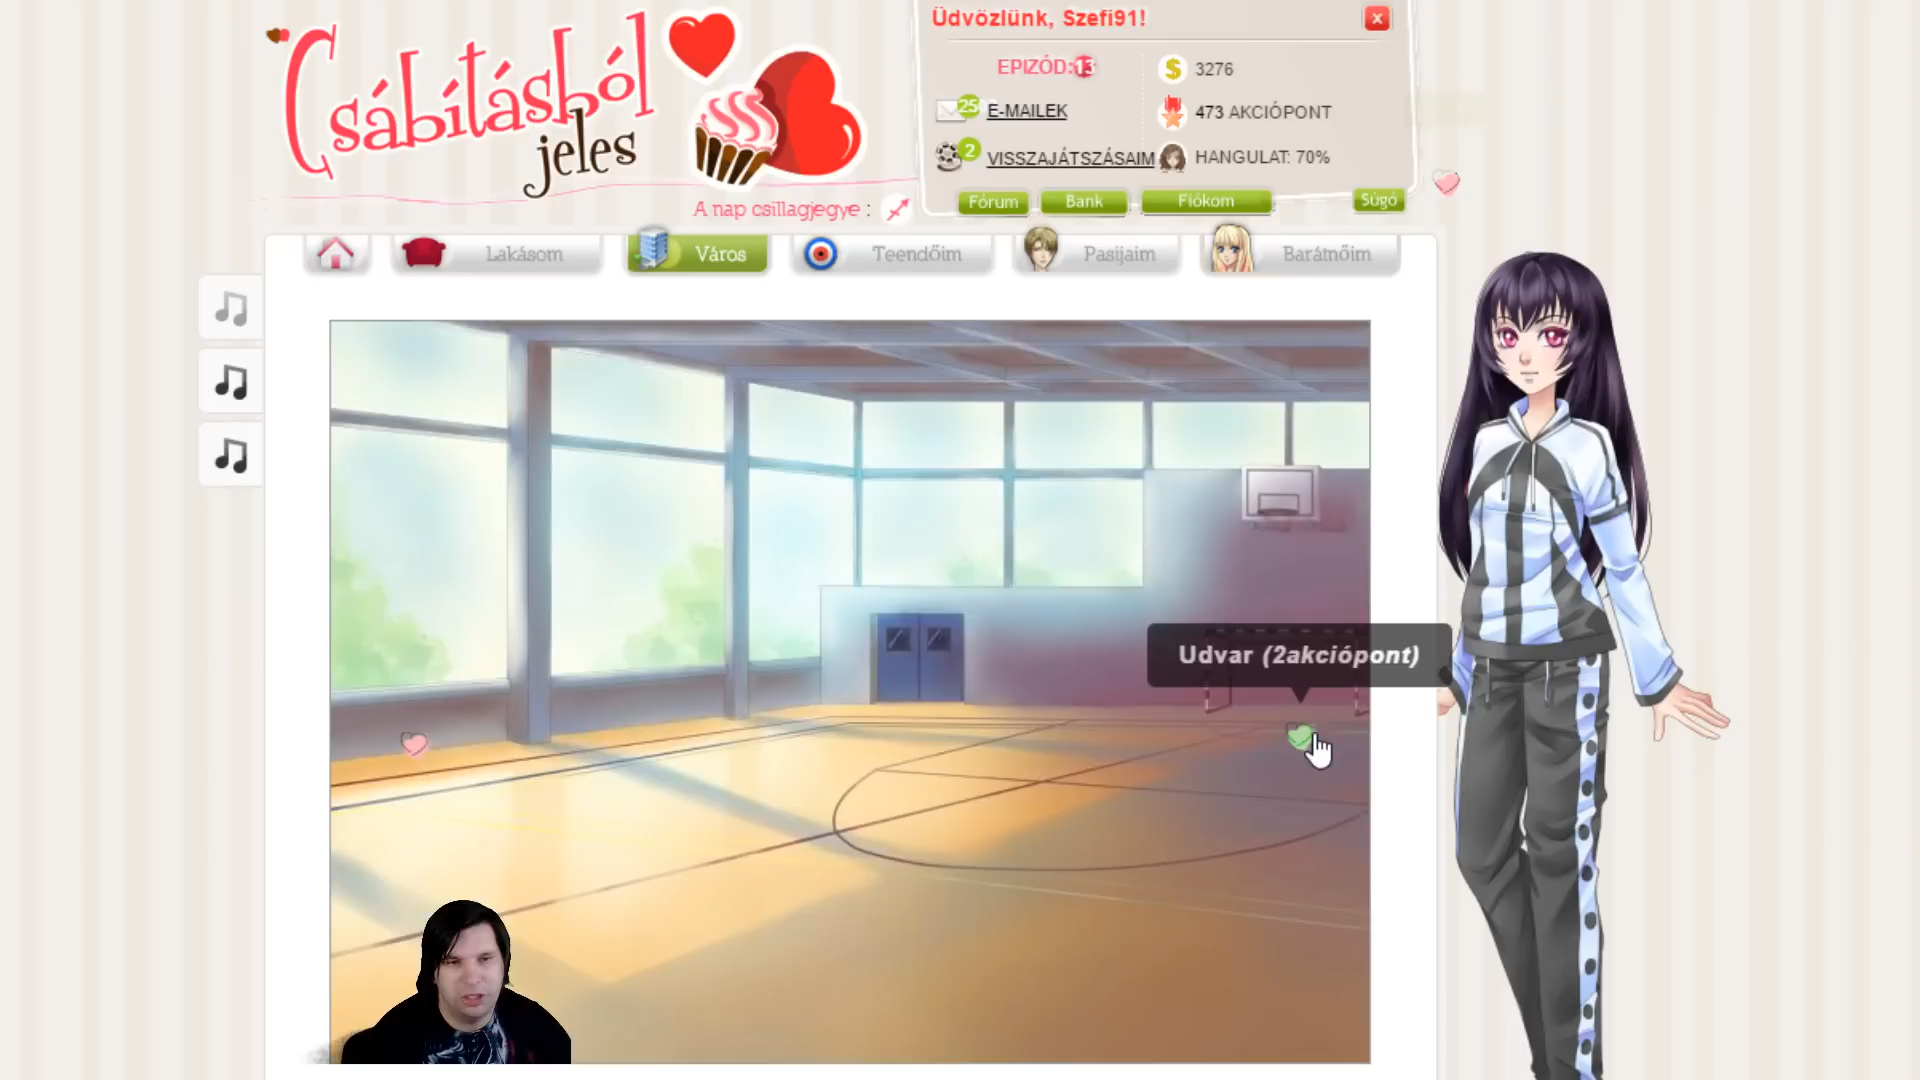 Csábításból
jeles
A nap csillagjegye :
Üdvözlünk, Szefi91!
EPIZÓD:13
3276
25
E-MAILEK
473 AKCIÓPONT
2
VISSZAJÁTSZÁSAIM
HANGULAT: 70%
Fórum
Bank
Fiókom
Súgó
Lakásom
Város
Teendőim
Pasijaim
Barátnőim
Udvar (2akciópont)